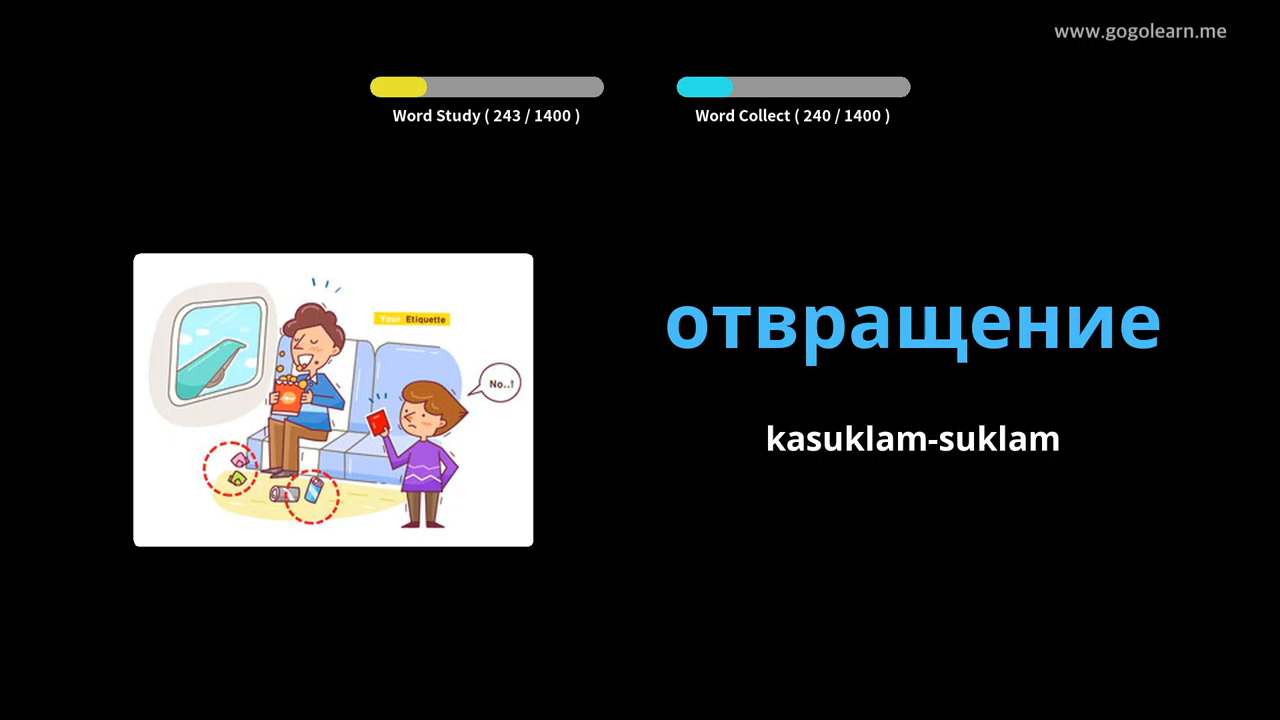 www.gogolearn.me
Word Study ( 243 / 1400 )
Word Collect ( 240 / 1400 )
Your Etiquette
No..!
отвращение
kasuklam-suklam